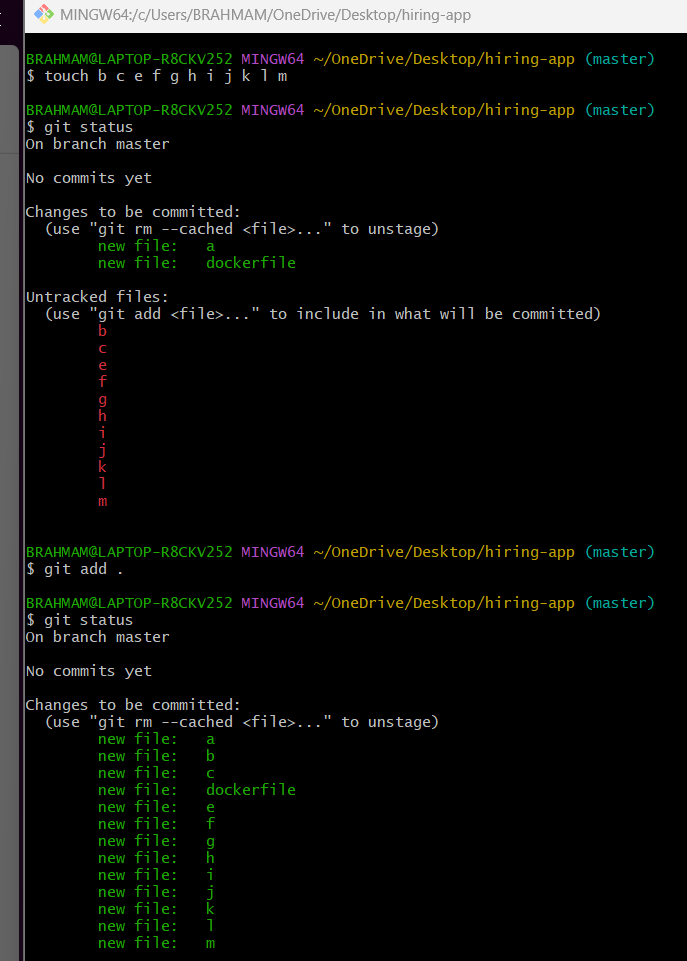 MINGW64:/c/Users/BRAHMAM/OneDrive/Desktop/hiring-app
BRAHMAM@LAPTOP-R8CKV252 MINGW64 ~/OneDrive/Desktop/hiring-app (master)
$ touch b c e f g h i j k l m
BRAHMAM@LAPTOP-R8CKV252 MINGW64 ~/OneDrive/Desktop/hiring-app (master)
$ git status
On branch master
No commits yet
Changes to be committed:
(use "git rm --cached <file>..." to unstage)
new file: a
new file: dockerfile
Untracked files:
(use "git add <file>..." to include in what will be committed)
b
c
e
f
g
h
i
j
k
l
m
BRAHMAM@LAPTOP-R8CKV252 MINGW64 ~/OneDrive/Desktop/hiring-app (master)
$ git add .
BRAHMAM@LAPTOP-R8CKV252 MINGW64 ~/OneDrive/Desktop/hiring-app (master)
$ git status
On branch master
No commits yet
Changes to be committed:
(use "git rm --cached <file>..." to unstage)
new file: a
new file: b
new file: c
new file: dockerfile
new file: e
new file: f
new file: g
new file: h
new file: i
new file: j
new file: k
new file: l
new file: m